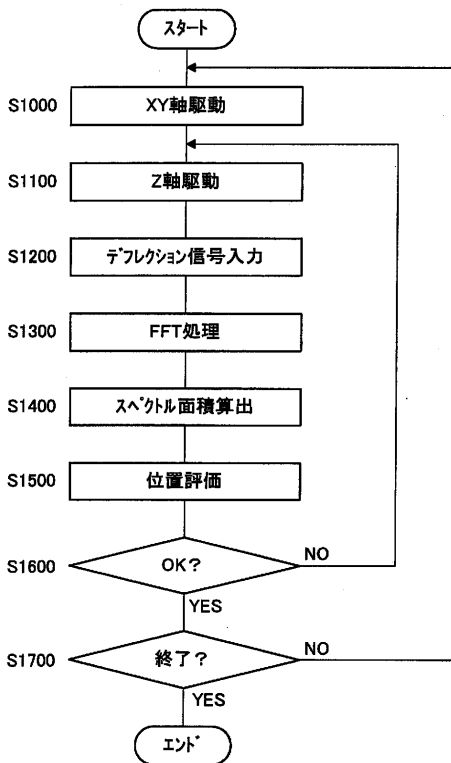 スタート
S1000 XY軸駆動
S1100 Z軸駆動
S1200 デフレクション信号入力
S1300 FFT処理
S1400 スペクトル面積算出
S1500 位置評価
S1600 OK? NO
YES
S1700 終了? NO
YES
エンド